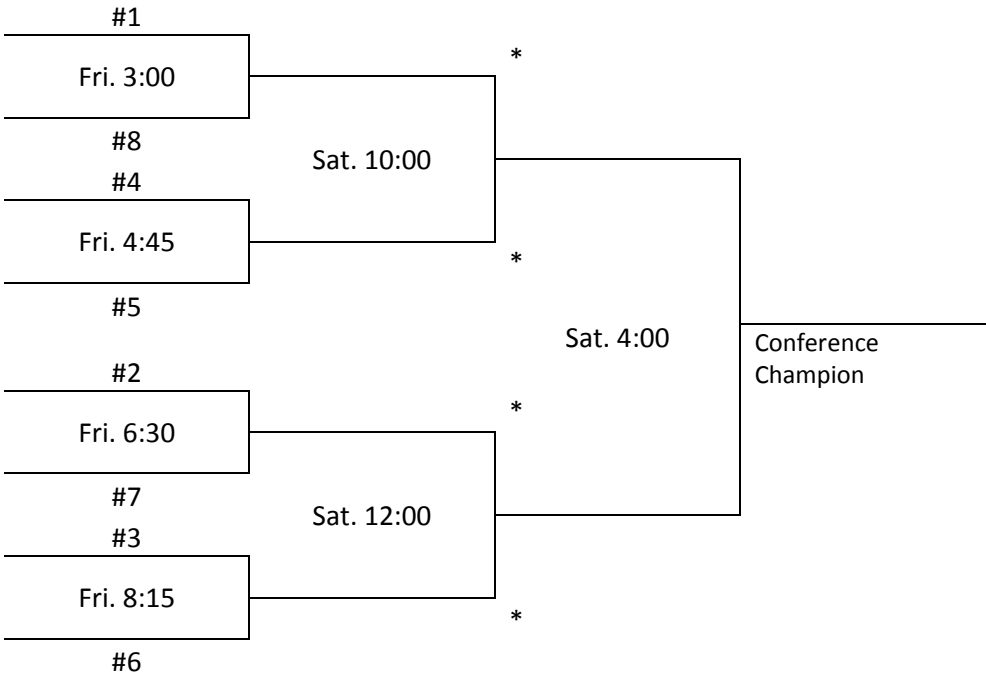 #1
*
Fri. 3:00
#8
Sat. 10:00
#4
Fri. 4:45
*
#5
Sat. 4:00
Conference
Champion
#2
*
Fri. 6:30
#7
Sat. 12:00
#3
Fri. 8:15
*
#6